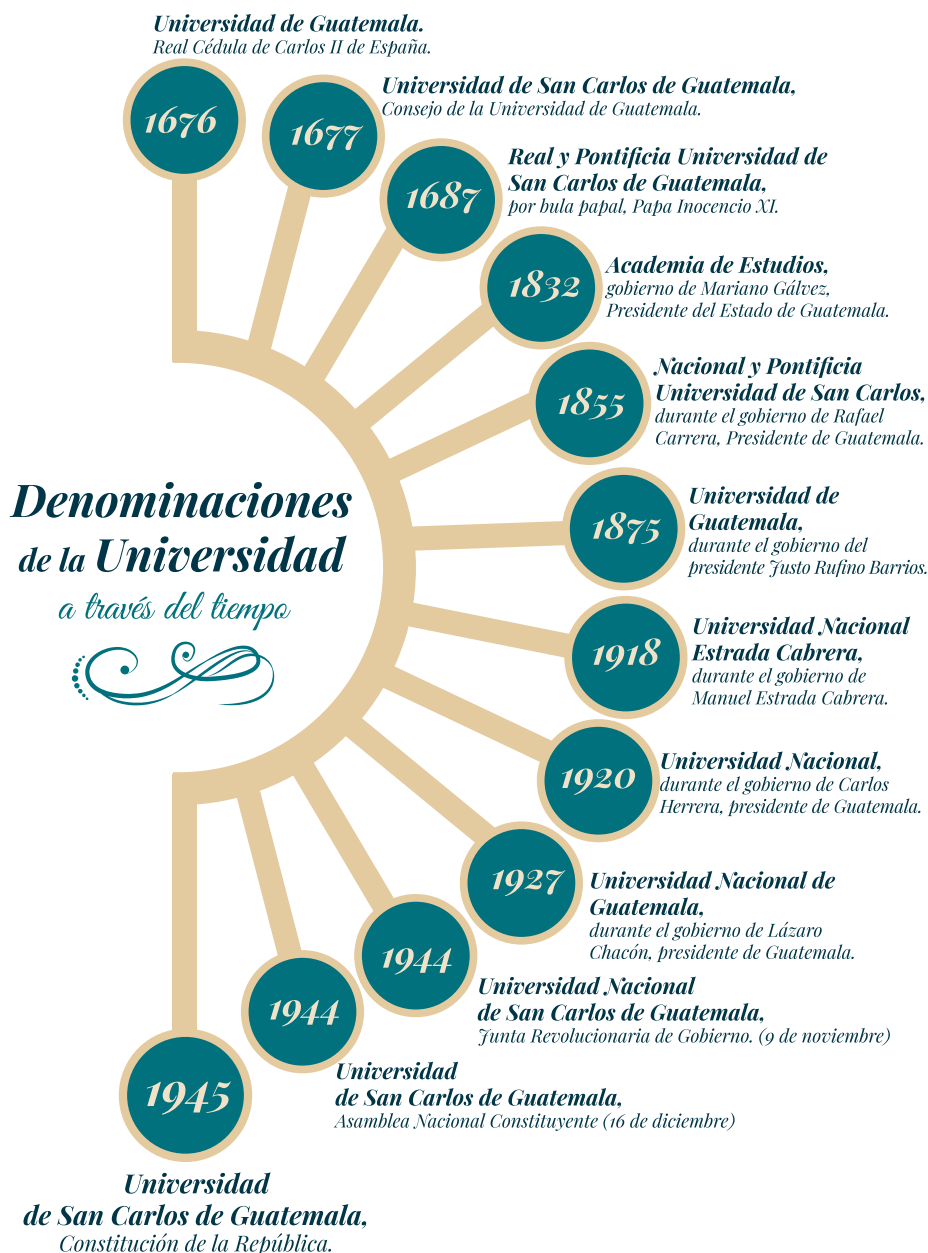 Universidad de Guatemala.
Real Cédula de Carlos II de España.
1676
Universidad de San Carlos de Guatemala,
Consejo de la Universidad de Guatemala.
1677
Real y Pontificia Universidad de
San Carlos de Guatemala,
por bula papal, Papa Inocencio XI.
1687
Academia de Estudios,
gobierno de Mariano Gálvez,
Presidente del Estado de Guatemala.
1832
Nacional y Pontificia
Universidad de San Carlos,
durante el gobierno de Rafael
Carrera, Presidente de Guatemala.
1855
Denominaciones
de la Universidad
a través del tiempo
Universidad de
Guatemala,
durante el gobierno del
presidente Justo Rufino Barrios.
1875
Universidad Nacional
Estrada Cabrera,
durante el gobierno de
Manuel Estrada Cabrera.
1918
Universidad Nacional,
durante el gobierno de Carlos
Herrera, presidente de Guatemala.
1920
Universidad Nacional de
Guatemala,
durante el gobierno de Lázaro
Chacón, presidente de Guatemala.
1927
1944
Universidad Nacional
de San Carlos de Guatemala,
Junta Revolucionaria de Gobierno. (9 de noviembre)
1944
Universidad
de San Carlos de Guatemala,
Asamblea Nacional Constituyente (16 de diciembre)
1945
Universidad
de San Carlos de Guatemala,
Constitución de la República.